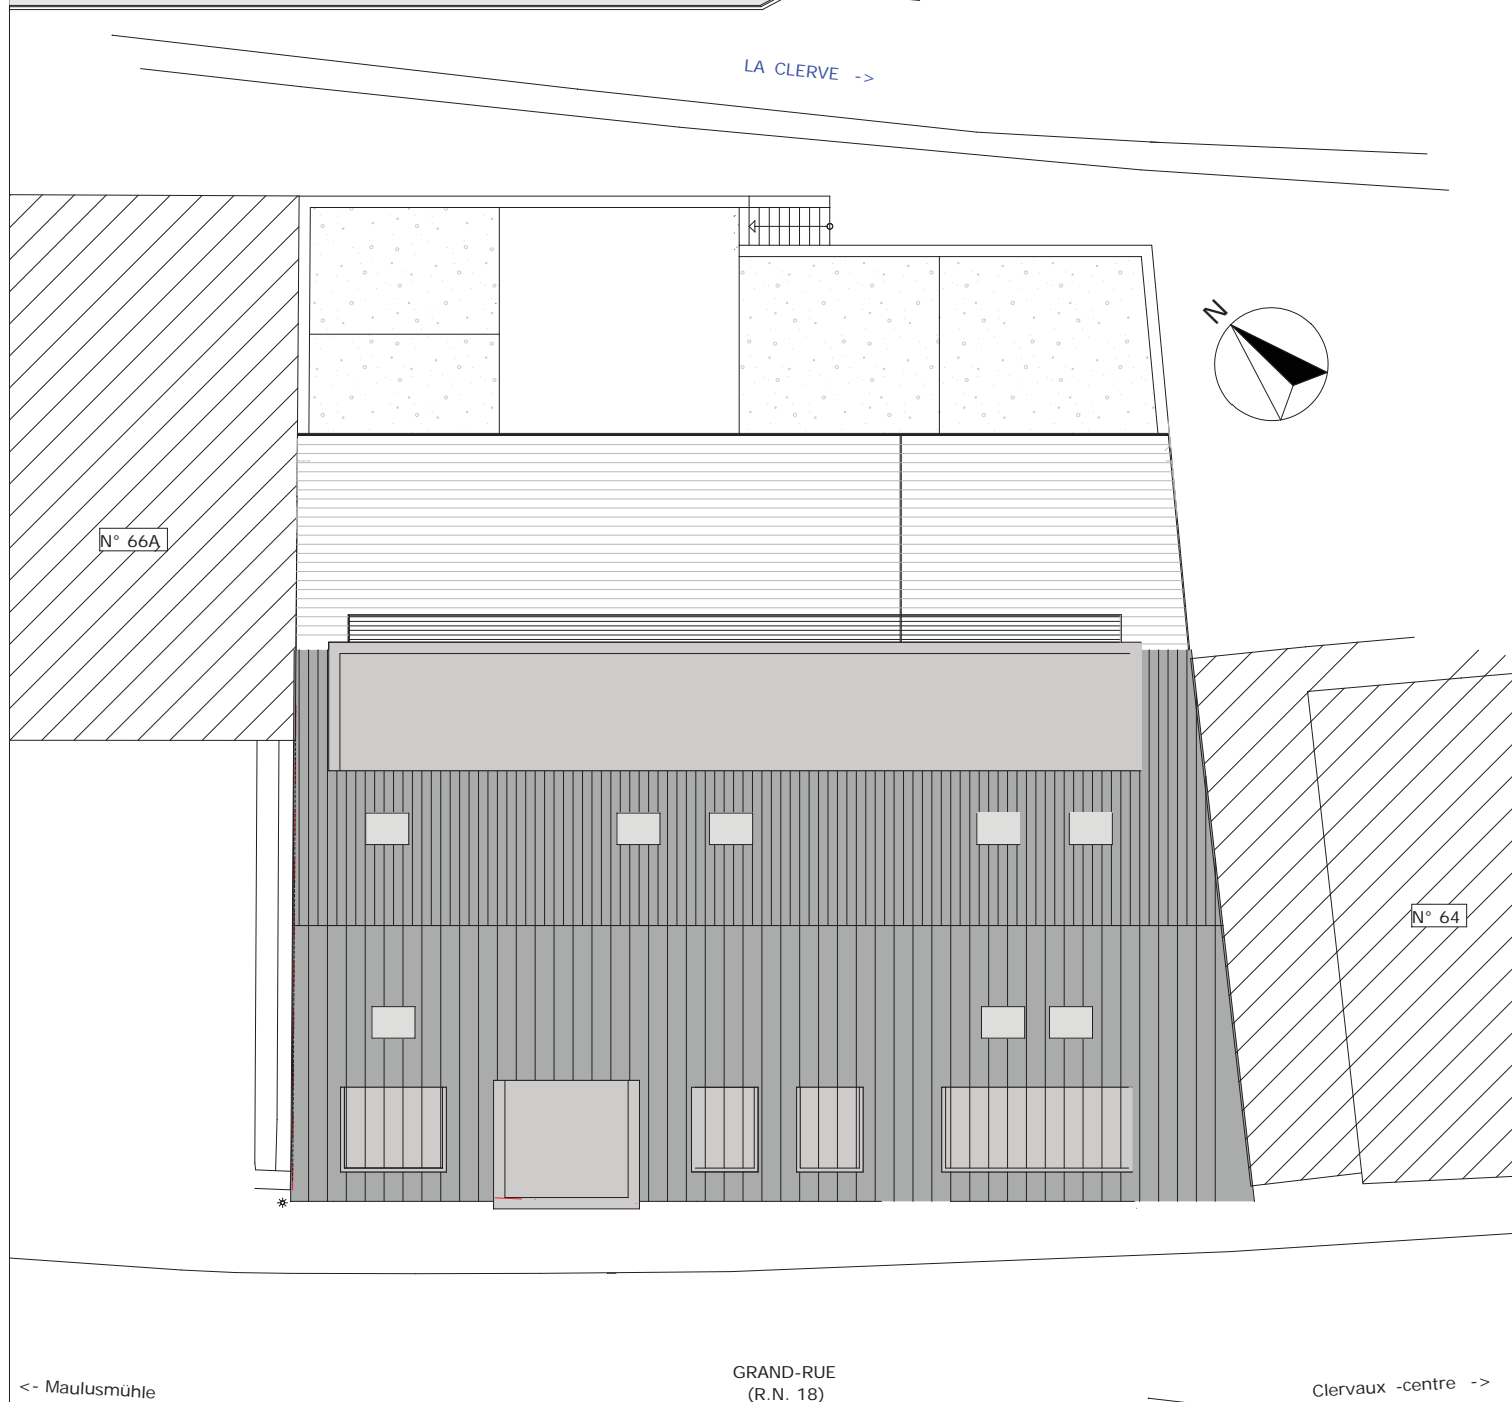 LA CLERVE ->
N
N° 66A
N° 64
GRAND-RUE
(R.N. 18)
<- Maulusmühle
Clervaux -centre ->